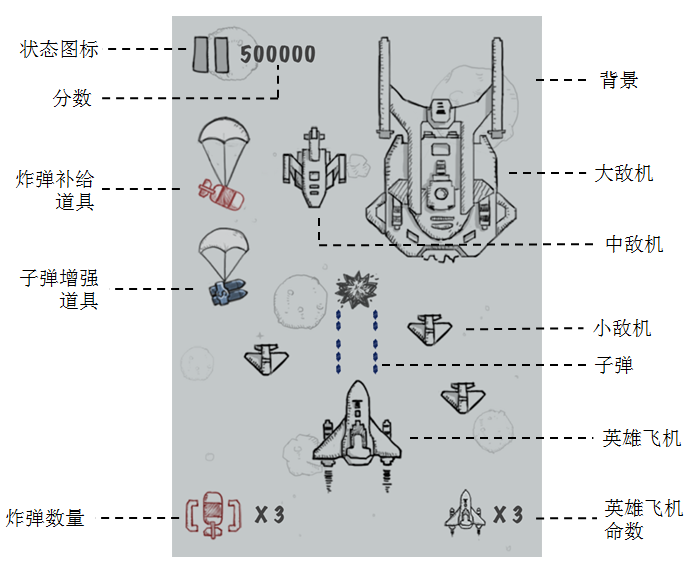 状态图标
500000
分数
背景
炸弹补给
道具
大敌机
中敌机
子弹增强
道具
小敌机
子弹
英雄飞机
炸弹数量
X 3
X 3
英雄飞机
命数